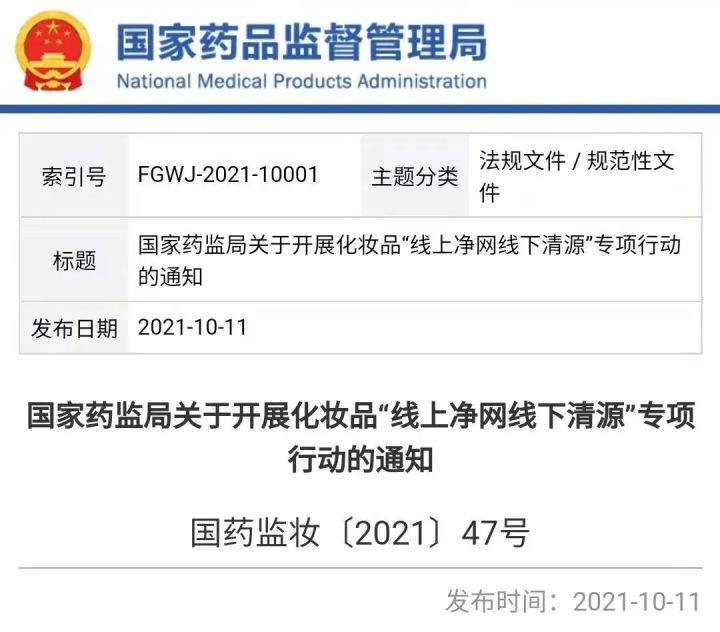 国家药品监督管理局
National Medical Products Administration
索引号 FGWJ-2021-10001 主题分类 法规文件 / 规范性文
件
标题 国家药监局关于开展化妆品“线上净网线下清源”专项行动
的通知
发布日期 2021-10-11
国家药监局关于开展化妆品“线上净网线下清源”专项
行动的通知
国药监妆〔2021〕47号
发布时间：2021-10-11